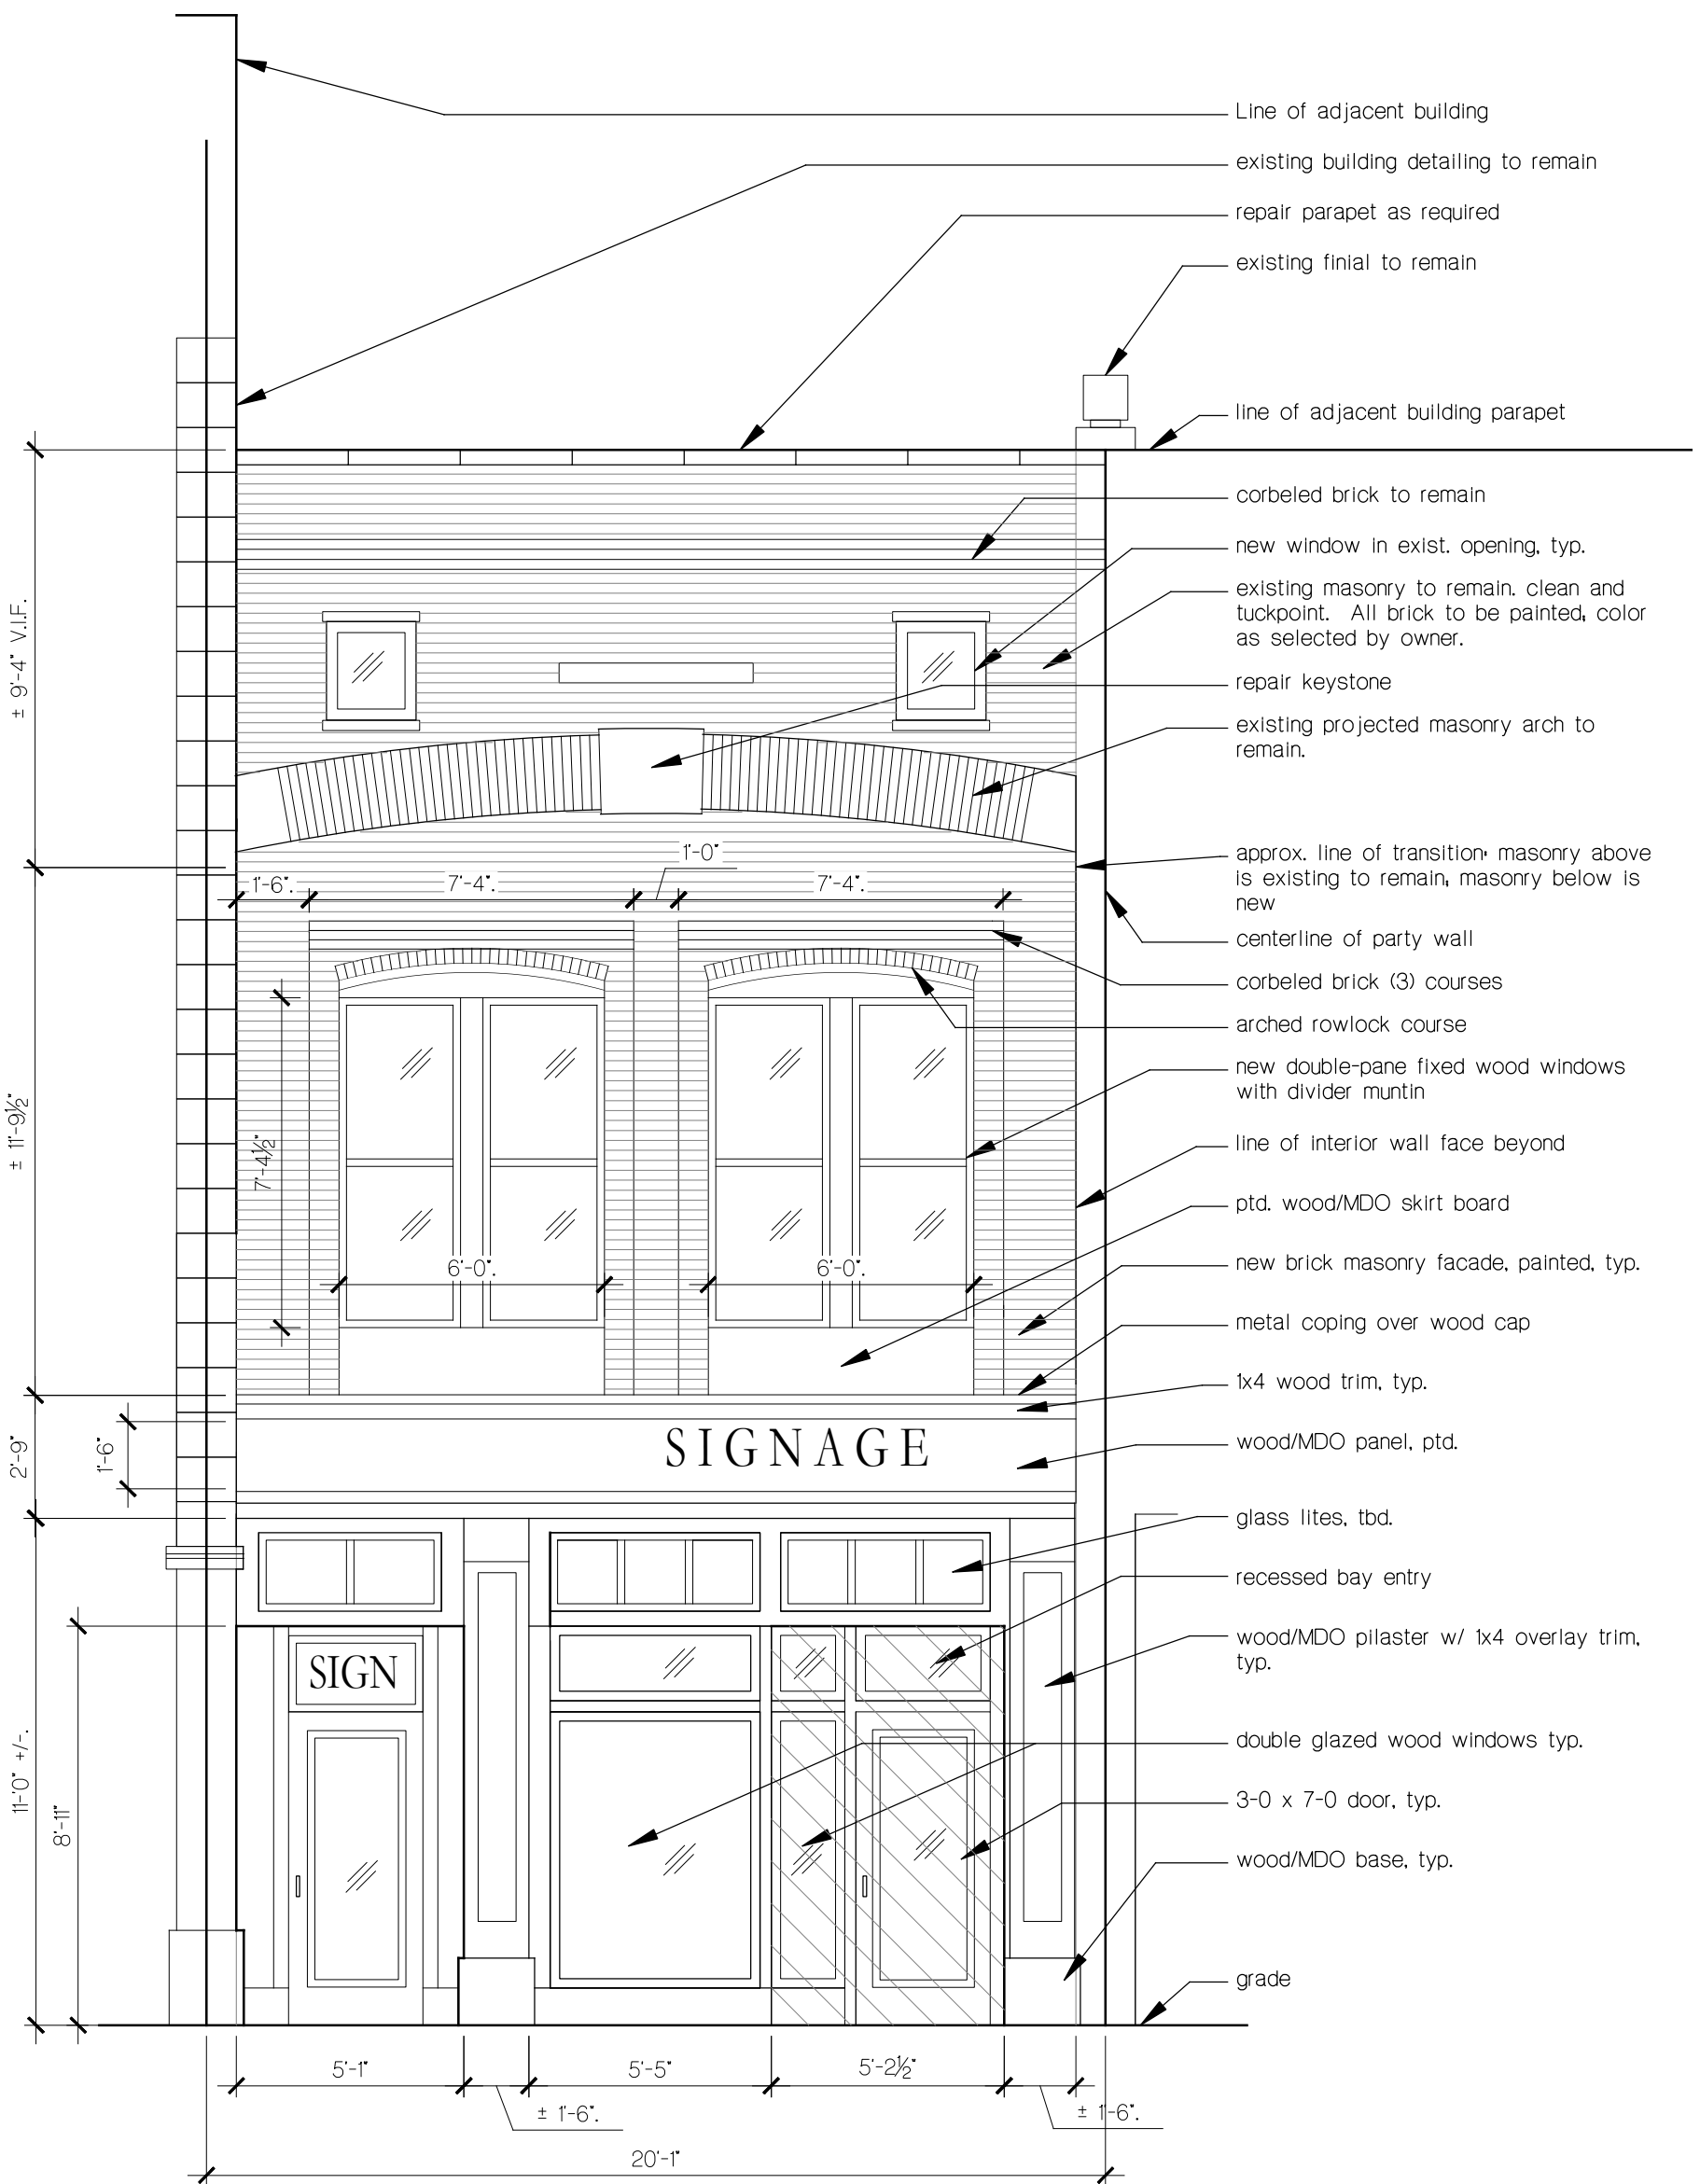 Line of adjacent building
existing building detailing to remain
repair parapet as required
existing finial to remain
line of adjacent building parapet
corbeled brick to remain
new window in exist. opening, typ.
existing masonry to remain. clean and
tuckpoint. All brick to be painted, color
as selected by owner.
repair keystone
existing projected masonry arch to
remain.
approx. line of transition: masonry above
is existing to remain, masonry below is
new
centerline of party wall
corbeled brick (3) courses
arched rowlock course
new double-pane fixed wood windows
with divider muntin
line of interior wall face beyond
ptd. wood/MDO skirt board
new brick masonry facade, painted, typ.
metal coping over wood cap
1x4 wood trim, typ.
wood/MDO panel, ptd.
glass lites, tbd.
recessed bay entry
wood/MDO pilaster w/ 1x4 overlay trim,
typ.
double glazed wood windows typ.
3-0 x 7-0 door, typ.
wood/MDO base, typ.
grade
± 9'-4" V.I.F.
± 11'-9½"
2'-9"
1'-6"
11'-0" +/-.
8'-11"
1'-0"
1'-6".
7'-4".
7'-4".
7'-4½"
6'-0".
6'-0".
SIGNAGE
SIGN
5'-1"
5'-5"
5'-2½"
± 1'-6".
± 1'-6".
20'-1"